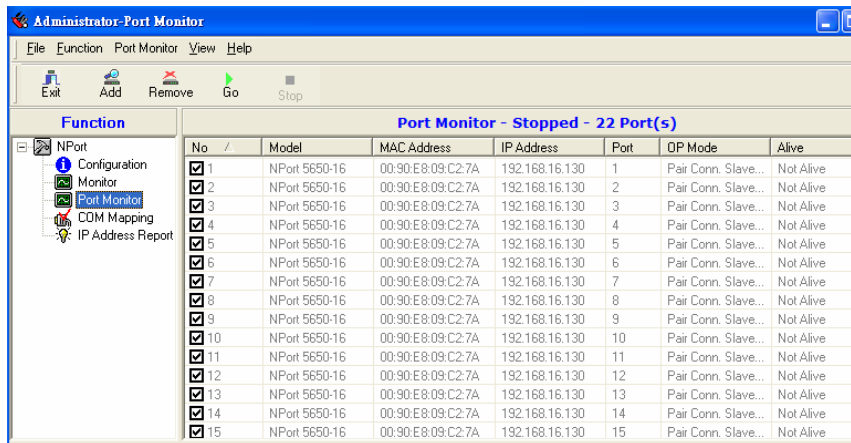 Administrator-Port Monitor
File Function Port Monitor View Help
Exit Add Remove Go Stop
Function
Port Monitor - Stopped - 22 Port(s)
NPort
Configuration
Monitor
Port Monitor
COM Mapping
IP Address Report
No Model MAC Address IP Address Port OP Mode Alive
1 NPort 5650-16 00:90:E8:09:C2:7A 192.168.16.130 1 Pair Conn. Slave... Not Alive
2 NPort 5650-16 00:90:E8:09:C2:7A 192.168.16.130 2 Pair Conn. Slave... Not Alive
3 NPort 5650-16 00:90:E8:09:C2:7A 192.168.16.130 3 Pair Conn. Slave... Not Alive
4 NPort 5650-16 00:90:E8:09:C2:7A 192.168.16.130 4 Pair Conn. Slave... Not Alive
5 NPort 5650-16 00:90:E8:09:C2:7A 192.168.16.130 5 Pair Conn. Slave... Not Alive
6 NPort 5650-16 00:90:E8:09:C2:7A 192.168.16.130 6 Pair Conn. Slave... Not Alive
7 NPort 5650-16 00:90:E8:09:C2:7A 192.168.16.130 7 Pair Conn. Slave... Not Alive
8 NPort 5650-16 00:90:E8:09:C2:7A 192.168.16.130 8 Pair Conn. Slave... Not Alive
9 NPort 5650-16 00:90:E8:09:C2:7A 192.168.16.130 9 Pair Conn. Slave... Not Alive
10 NPort 5650-16 00:90:E8:09:C2:7A 192.168.16.130 10 Pair Conn. Slave... Not Alive
11 NPort 5650-16 00:90:E8:09:C2:7A 192.168.16.130 11 Pair Conn. Slave... Not Alive
12 NPort 5650-16 00:90:E8:09:C2:7A 192.168.16.130 12 Pair Conn. Slave... Not Alive
13 NPort 5650-16 00:90:E8:09:C2:7A 192.168.16.130 13 Pair Conn. Slave... Not Alive
14 NPort 5650-16 00:90:E8:09:C2:7A 192.168.16.130 14 Pair Conn. Slave... Not Alive
15 NPort 5650-16 00:90:E8:09:C2:7A 192.168.16.130 15 Pair Conn. Slave... Not Alive